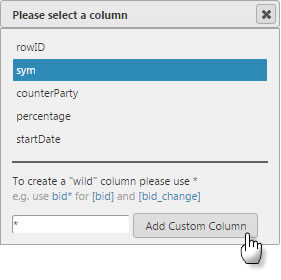 Please select a column
rowID
sym
counterParty
percentage
startDate
To create a "wild" column please use *
e.g. use bid* for [bid] and [bid_change]
*
Add Custom Column